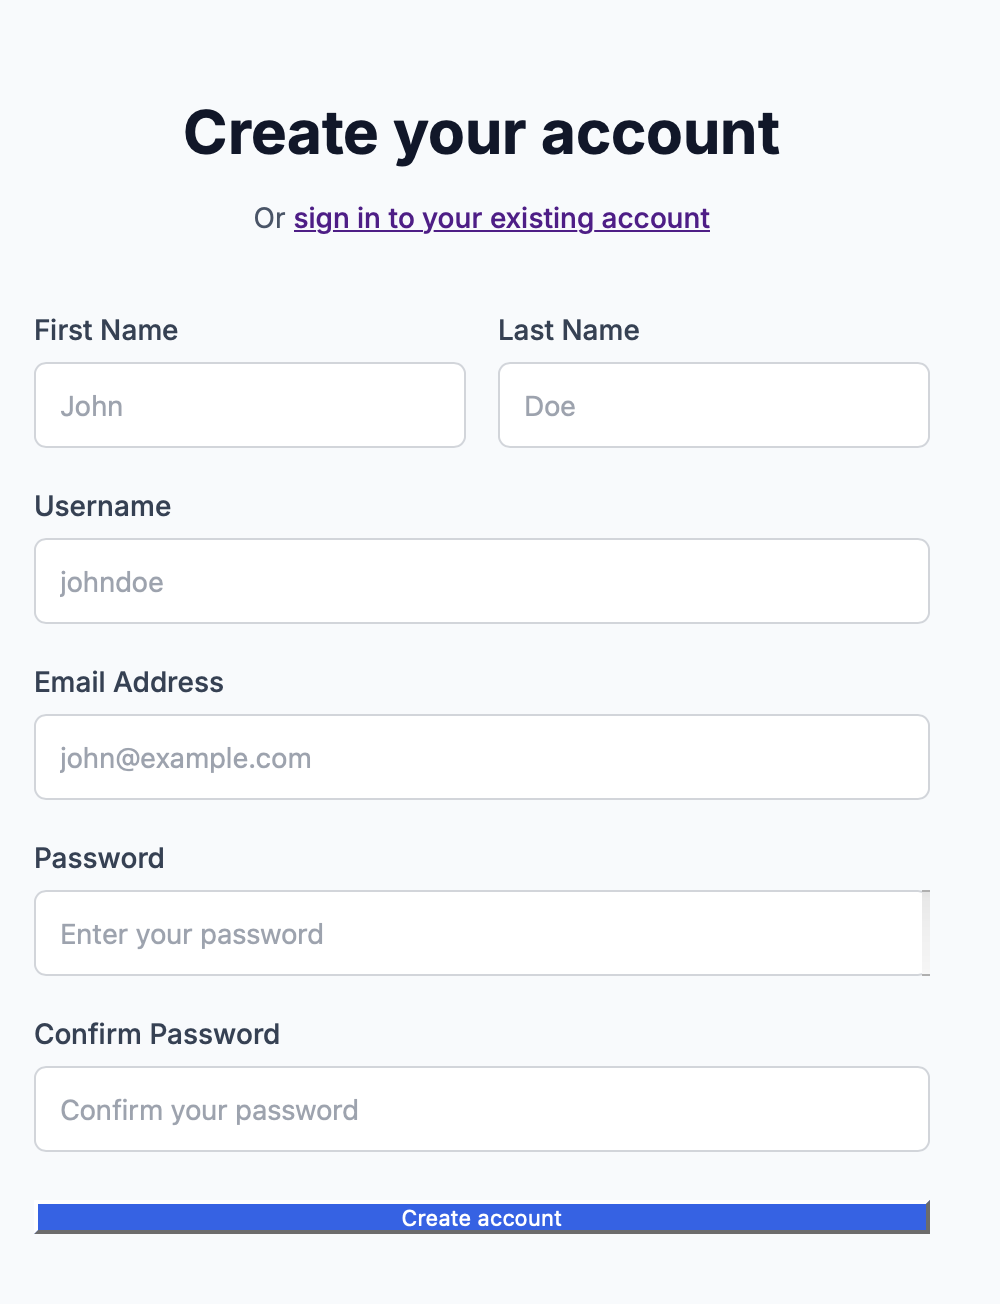 Create your account
Or sign in to your existing account
First Name
Last Name
John
Doe
Username
johndoe
Email Address
john@example.com
Password
Enter your password
Confirm Password
Confirm your password
Create account